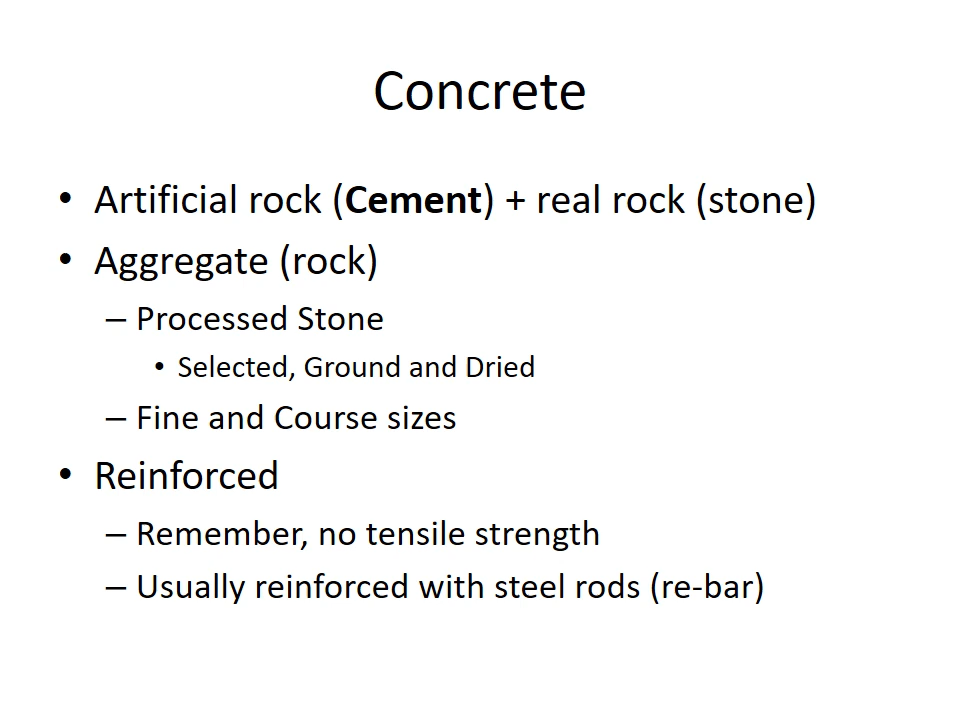 Concrete
• Artificial rock (Cement) + real rock (stone)
• Aggregate (rock)
– Processed Stone
• Selected, Ground and Dried
– Fine and Course sizes
• Reinforced
– Remember, no tensile strength
– Usually reinforced with steel rods (re-bar)